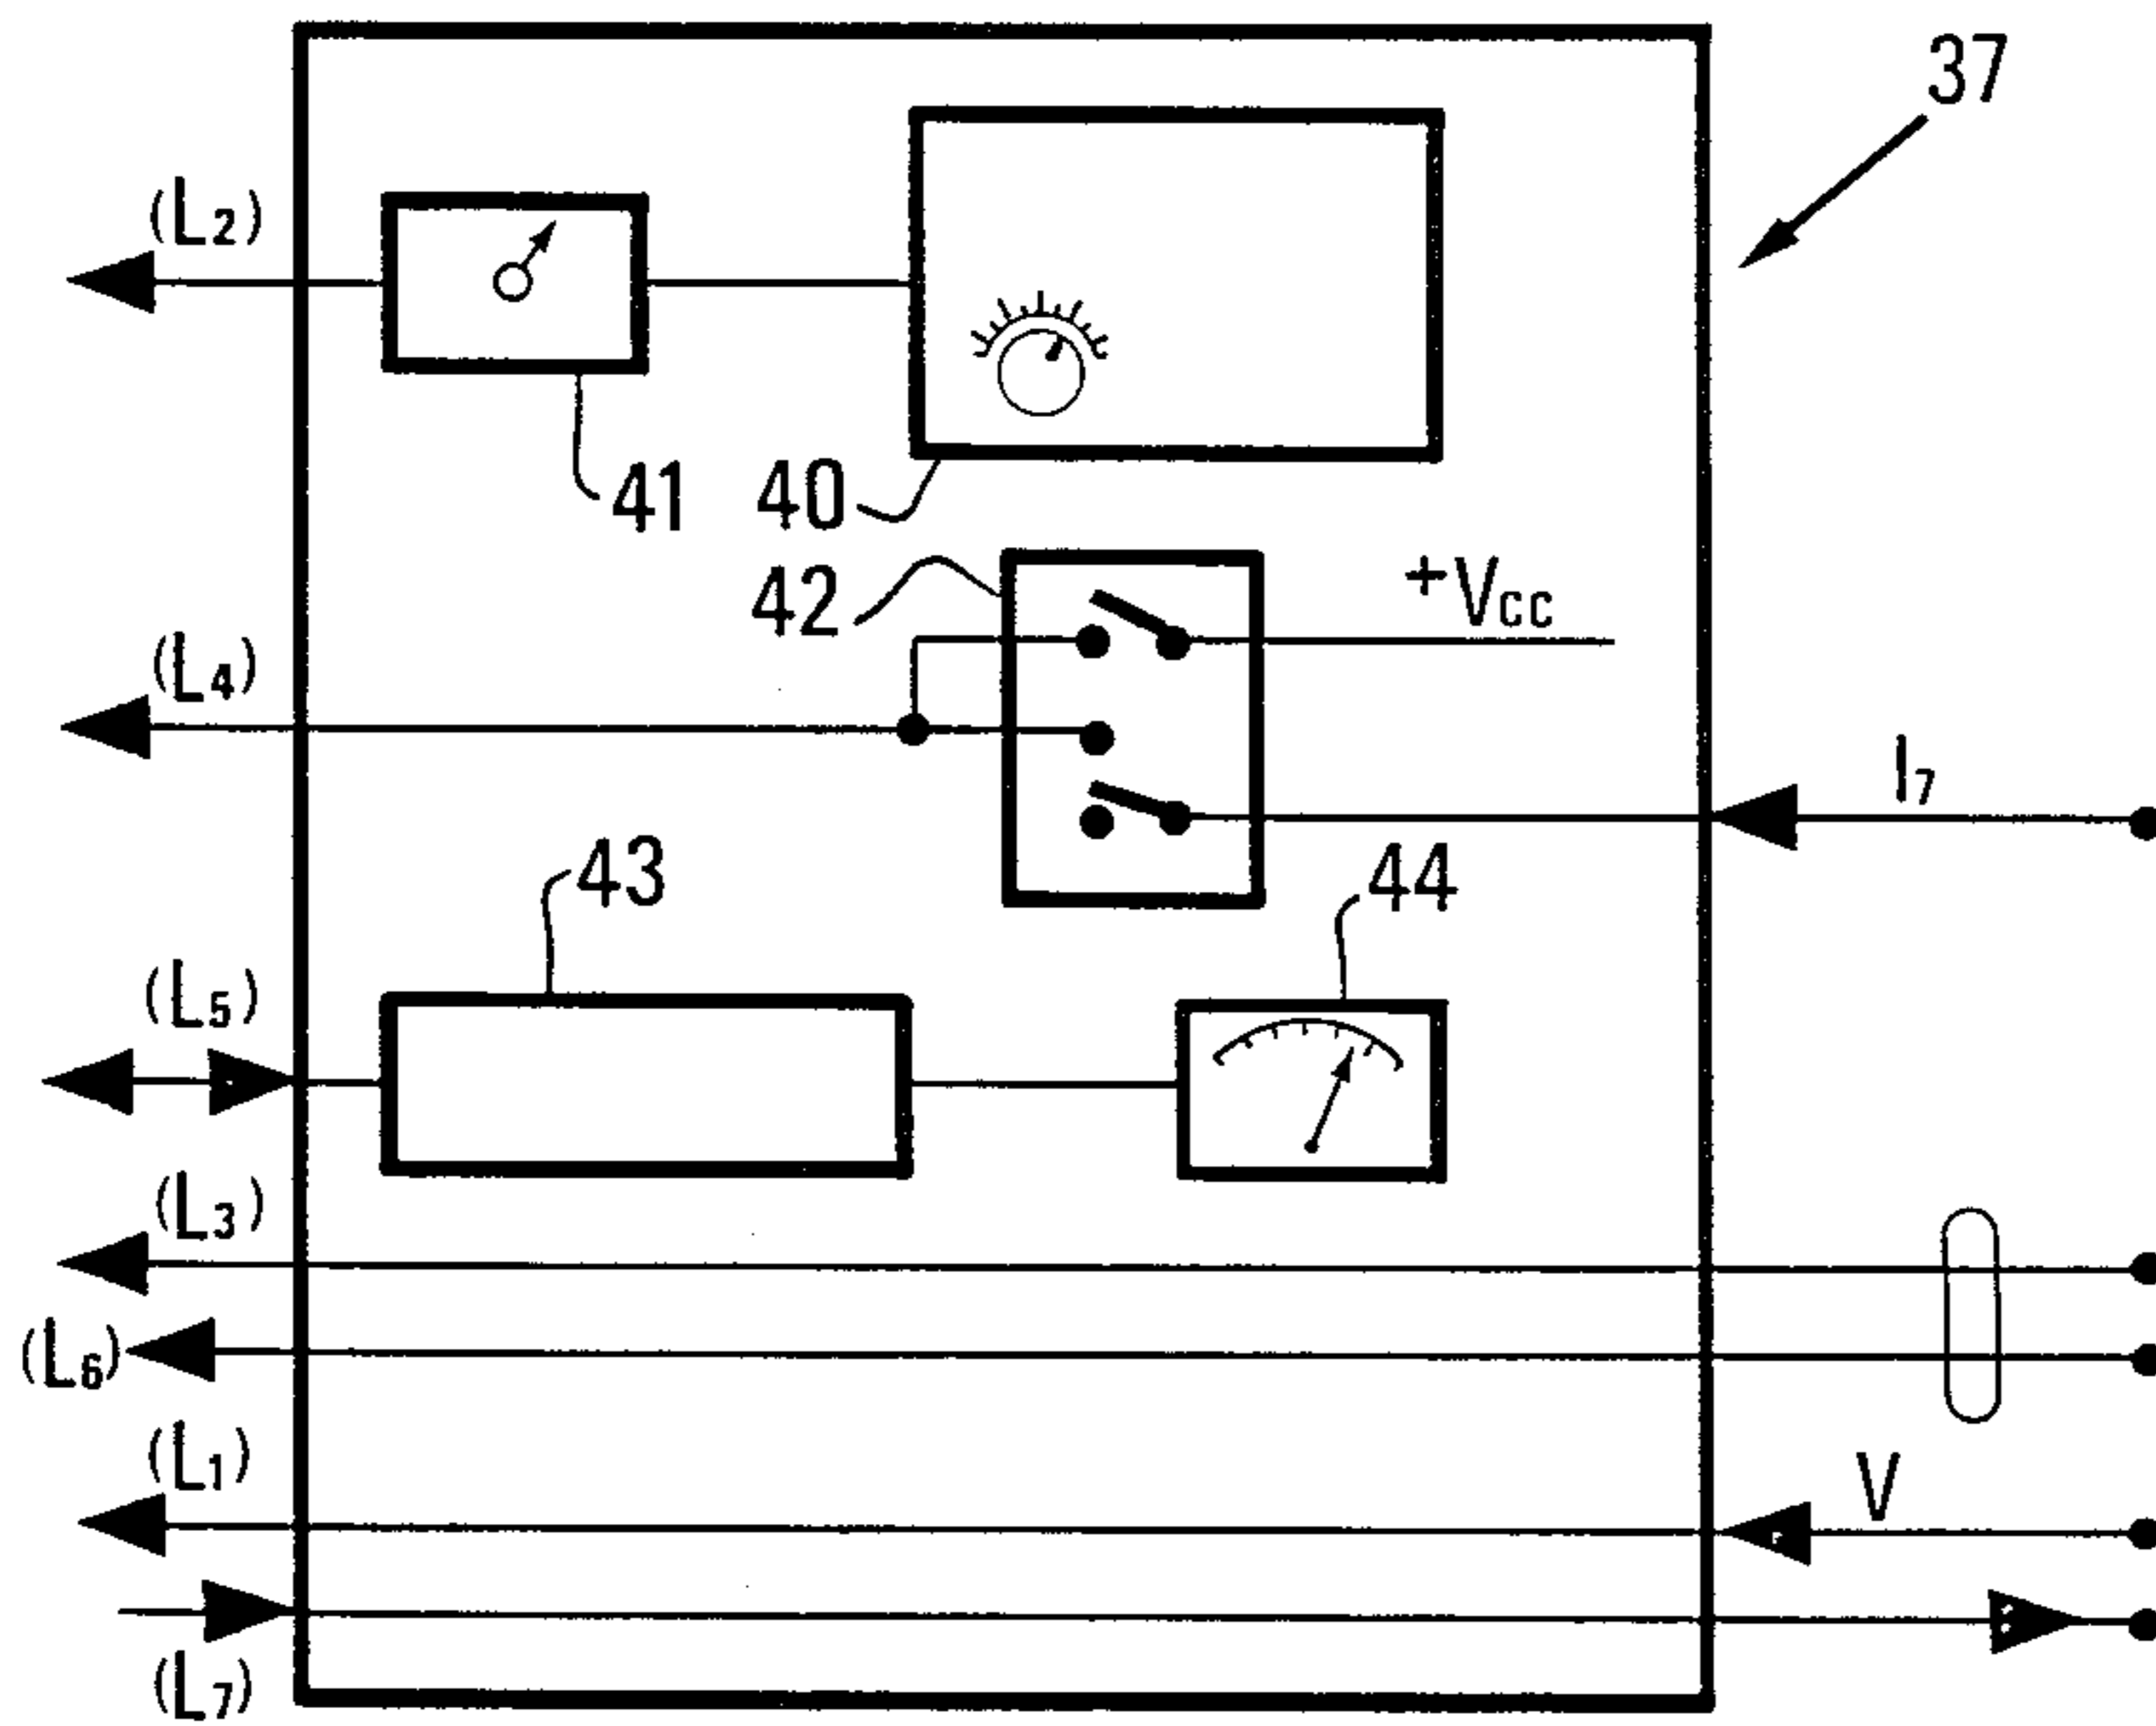 37
(L2)
41
40
42
+Vcc
(L4)
I7
43
44
(L5)
(L3)
(L6)
(L1)
V
(L7)